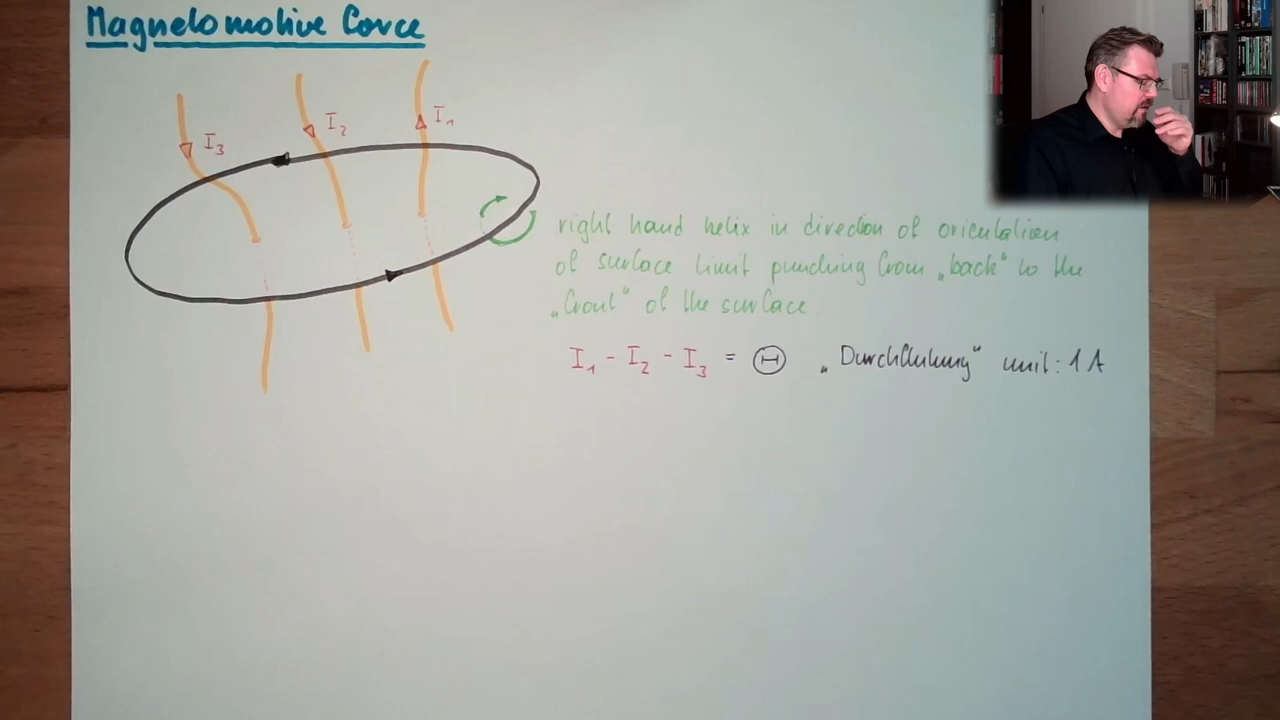 Magnetomotive Force
I₃
I₂
I₁
right hand helix in direction of orientation
of surface limit punching from „back" to the
„front" of the surface
I₁ - I₂ - I₃ = Θ „Durchflutung" unit: 1 A